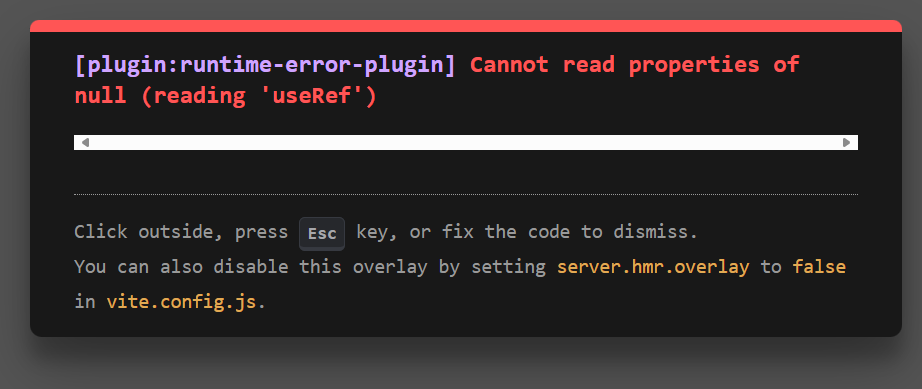 [plugin:runtime-error-plugin] Cannot read properties of
null (reading 'useRef')
Click outside, press Esc key, or fix the code to dismiss.
You can also disable this overlay by setting server.hmr.overlay to false
in vite.config.js.